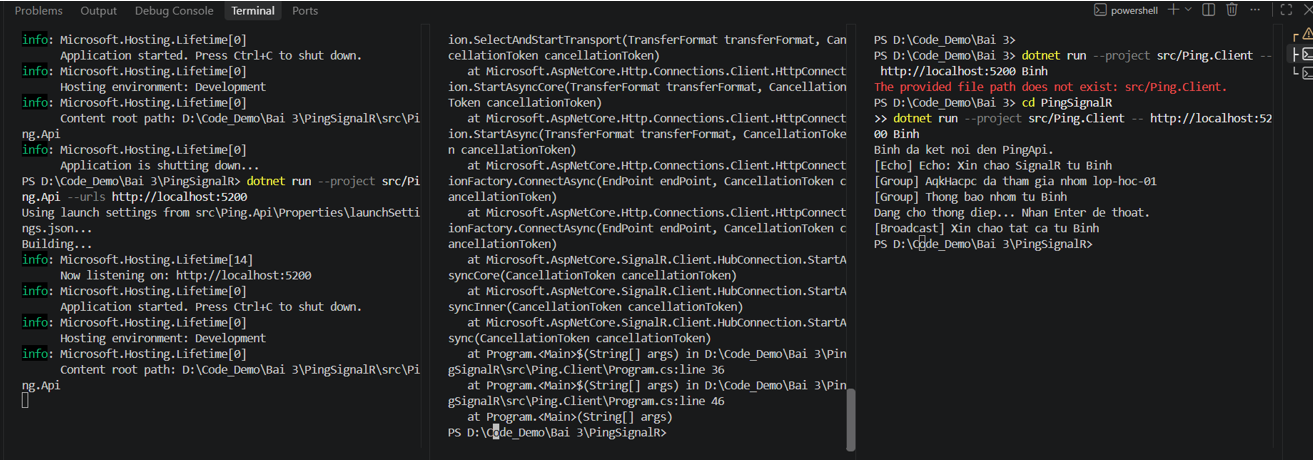 Problems Output Debug Console Terminal Ports
powershell
info: Microsoft.Hosting.Lifetime[0]
Application started. Press Ctrl+C to shut down.
info: Microsoft.Hosting.Lifetime[0]
Hosting environment: Development
info: Microsoft.Hosting.Lifetime[0]
Content root path: D:\Code_Demo\Bai 3\PingSignalR\src\Pi
ng.Api
info: Microsoft.Hosting.Lifetime[0]
Application is shutting down...
PS D:\Code_Demo\Bai 3\PingSignalR> dotnet run --project src/Pi
ng.Api --urls http://localhost:5200
Using launch settings from src\Ping.Api\Properties\launchSetti
ngs.json...
Building...
info: Microsoft.Hosting.Lifetime[14]
Now listening on: http://localhost:5200
info: Microsoft.Hosting.Lifetime[0]
Application started. Press Ctrl+C to shut down.
info: Microsoft.Hosting.Lifetime[0]
Hosting environment: Development
info: Microsoft.Hosting.Lifetime[0]
Content root path: D:\Code_Demo\Bai 3\PingSignalR\src\Pi
ng.Api
ion.SelectAndStartTransport(TransferFormat transferFormat, Can
cellationToken cancellationToken)
at Microsoft.AspNetCore.Http.Connections.Client.HttpConnect
ion.StartAsyncCore(TransferFormat transferFormat, Cancellation
Token cancellationToken)
at Microsoft.AspNetCore.Http.Connections.Client.HttpConnect
ion.StartAsync(TransferFormat transferFormat, CancellationToke
n cancellationToken)
at Microsoft.AspNetCore.Http.Connections.Client.HttpConnect
ionFactory.ConnectAsync(EndPoint endPoint, CancellationToken c
ancellationToken)
at Microsoft.AspNetCore.Http.Connections.Client.HttpConnect
ionFactory.ConnectAsync(EndPoint endPoint, CancellationToken c
ancellationToken)
at Microsoft.AspNetCore.SignalR.Client.HubConnection.StartA
syncCore(CancellationToken cancellationToken)
at Microsoft.AspNetCore.SignalR.Client.HubConnection.StartA
syncInner(CancellationToken cancellationToken)
at Microsoft.AspNetCore.SignalR.Client.HubConnection.StartA
sync(CancellationToken cancellationToken)
at Program.<Main>$(String[] args) in D:\Code_Demo\Bai 3\Pin
gSignalR\src\Ping.Client\Program.cs:line 36
at Program.<Main>$(String[] args) in D:\Code_Demo\Bai 3\Pin
gSignalR\src\Ping.Client\Program.cs:line 46
at Program.<Main>(String[] args)
PS D:\Code_Demo\Bai 3\PingSignalR>
PS D:\Code_Demo\Bai 3>
PS D:\Code_Demo\Bai 3> dotnet run --project src/Ping.Client --
http://localhost:5200 Binh
The provided file path does not exist: src/Ping.Client.
PS D:\Code_Demo\Bai 3> cd PingSignalR
>> dotnet run --project src/Ping.Client -- http://localhost:52
00 Binh
Binh da ket noi den PingApi.
[Echo] Echo: Xin chao SignalR tu Binh
[Group] AqkHacpc da tham gia nhom lop-hoc-01
[Group] Thong bao nhom tu Binh
Dang cho thong diep... Nhan Enter de thoat.
[Broadcast] Xin chao tat ca tu Binh
PS D:\Code_Demo\Bai 3\PingSignalR>